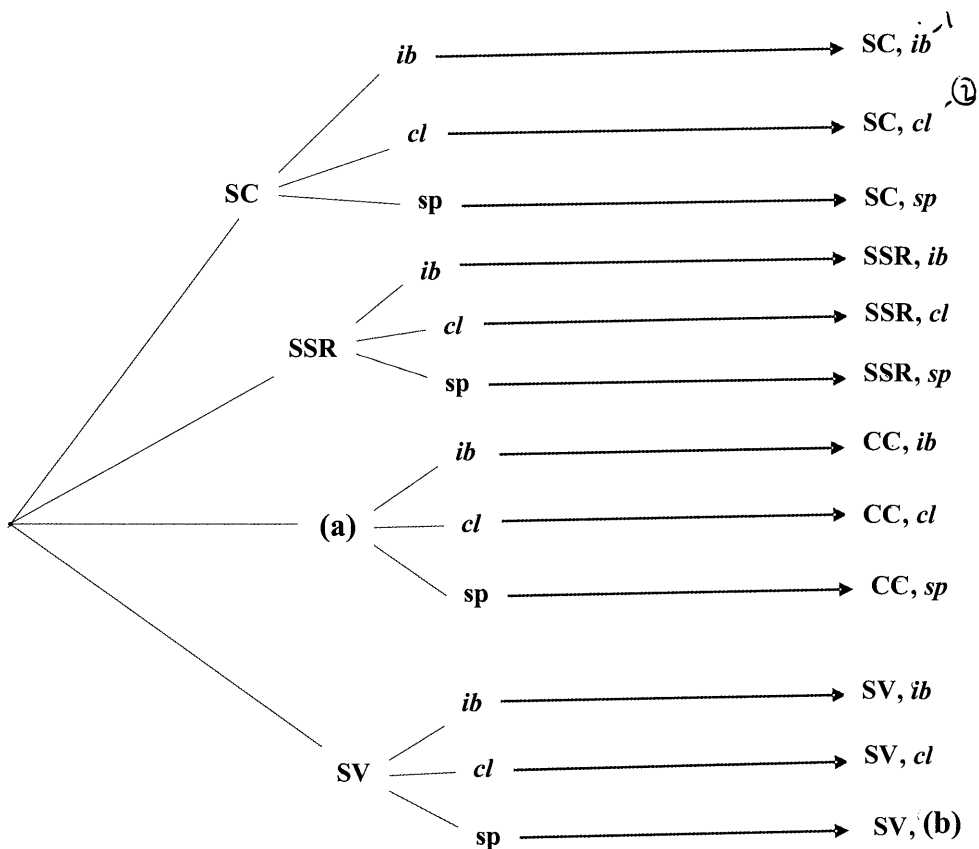 ib SC, ib 1
cl SC, cl 2
SC
sp SC, sp
ib SSR, ib
cl SSR, cl
SSR
sp SSR, sp
ib CC, ib
(a) cl CC, cl
sp CC, sp
ib SV, ib
SV cl SV, cl
sp SV, (b)